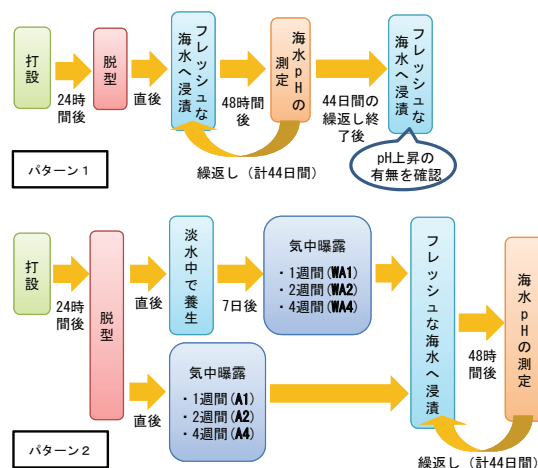 打設
24時間後
脱型
直後
フレッシュな海水へ浸漬
48時間後
海水pHの測定
44日間の繰返し終了後
フレッシュな海水へ浸漬
繰返し（計44日間）
pH上昇の有無を確認
パターン１
打設
24時間後
脱型
直後
淡水中で養生
7日後
気中曝露
・1週間(WA1)
・2週間(WA2)
・4週間(WA4)
直後
気中曝露
・1週間(A1)
・2週間(A2)
・4週間(A4)
フレッシュな海水へ浸漬
48時間後
海水pHの測定
繰返し（計44日間）
パターン２